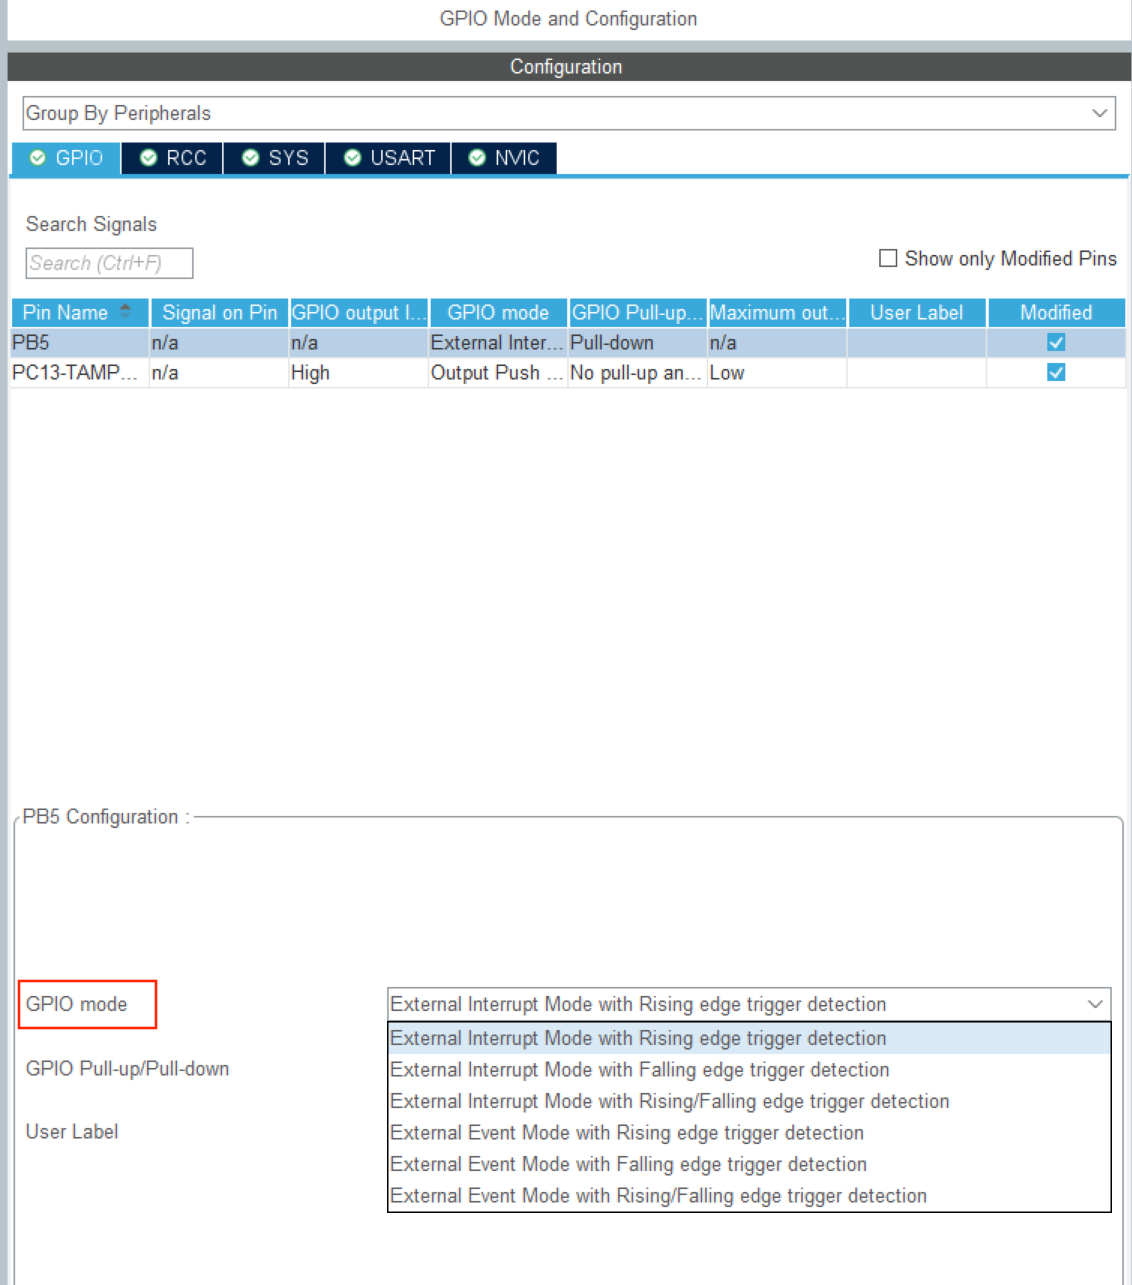 GPIO Mode and Configuration
Configuration
Group By Peripherals
GPIO RCC SYS USART NVIC
Search Signals
Search (Ctrl+F)
Show only Modified Pins
Pin Name Signal on Pin GPIO output l... GPIO mode GPIO Pull-up... Maximum out... User Label Modified
PB5 n/a n/a External Inter... Pull-down n/a
PC13-TAMP... n/a High Output Push ... No pull-up an... Low
PB5 Configuration :
GPIO mode External Interrupt Mode with Rising edge trigger detection
External Interrupt Mode with Rising edge trigger detection
External Interrupt Mode with Falling edge trigger detection
GPIO Pull-up/Pull-down
External Interrupt Mode with Rising/Falling edge trigger detection
User Label External Event Mode with Rising edge trigger detection
External Event Mode with Falling edge trigger detection
External Event Mode with Rising/Falling edge trigger detection